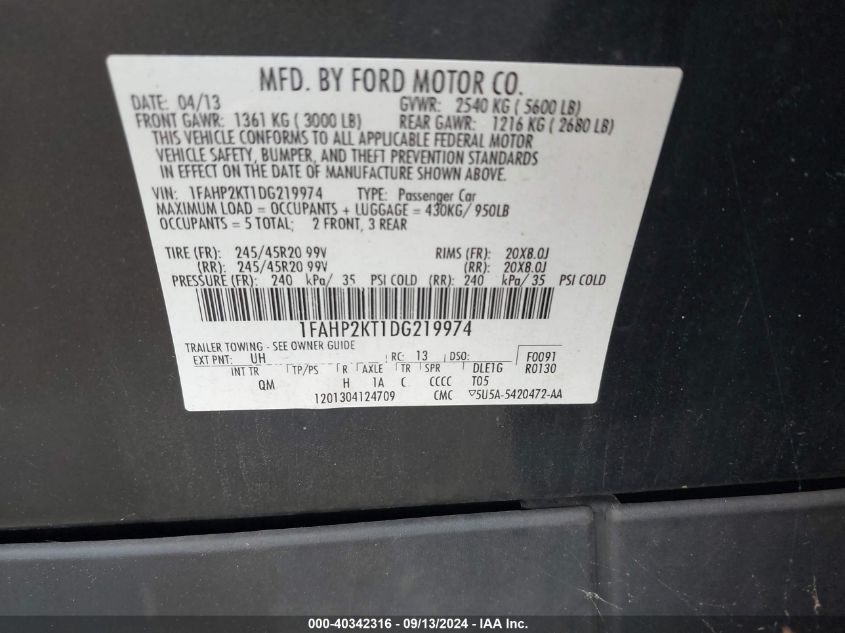 MFD. BY FORD MOTOR CO.
DATE: 04/13 GVWR: 2540 KG ( 5600 LB)
FRONT GAWR: 1361 KG ( 3000 LB) REAR GAWR: 1216 KG ( 2680 LB)
THIS VEHICLE CONFORMS TO ALL APPLICABLE FEDERAL MOTOR
VEHICLE SAFETY, BUMPER, AND THEFT PREVENTION STANDARDS
IN EFFECT ON THE DATE OF MANUFACTURE SHOWN ABOVE.
VIN: 1FAHP2KT1DG219974 TYPE: Passenger Car
MAXIMUM LOAD = OCCUPANTS + LUGGAGE = 430KG/ 950LB
OCCUPANTS = 5 TOTAL; 2 FRONT, 3 REAR
TIRE (FR): 245/45R20 99V RIMS (FR): 20X8.0J
(RR): 245/45R20 99V (RR): 20X8.0J
PRESSURE (FR): 240 kPa/ 35 PSI COLD (RR): 240 kPa/ 35 PSI COLD
1FAHP2KT1DG219974
TRAILER TOWING - SEE OWNER GUIDE
EXT PNT: UH RC: 13 DSO: F0091
INT TR TP/PS R AXLE TR SPR DLE1G R0130
QM H 1A C CCCC T05
1201304124709 CMC ▽5U5A-5420472-AA
000-40342316 - 09/13/2024 - IAA Inc.